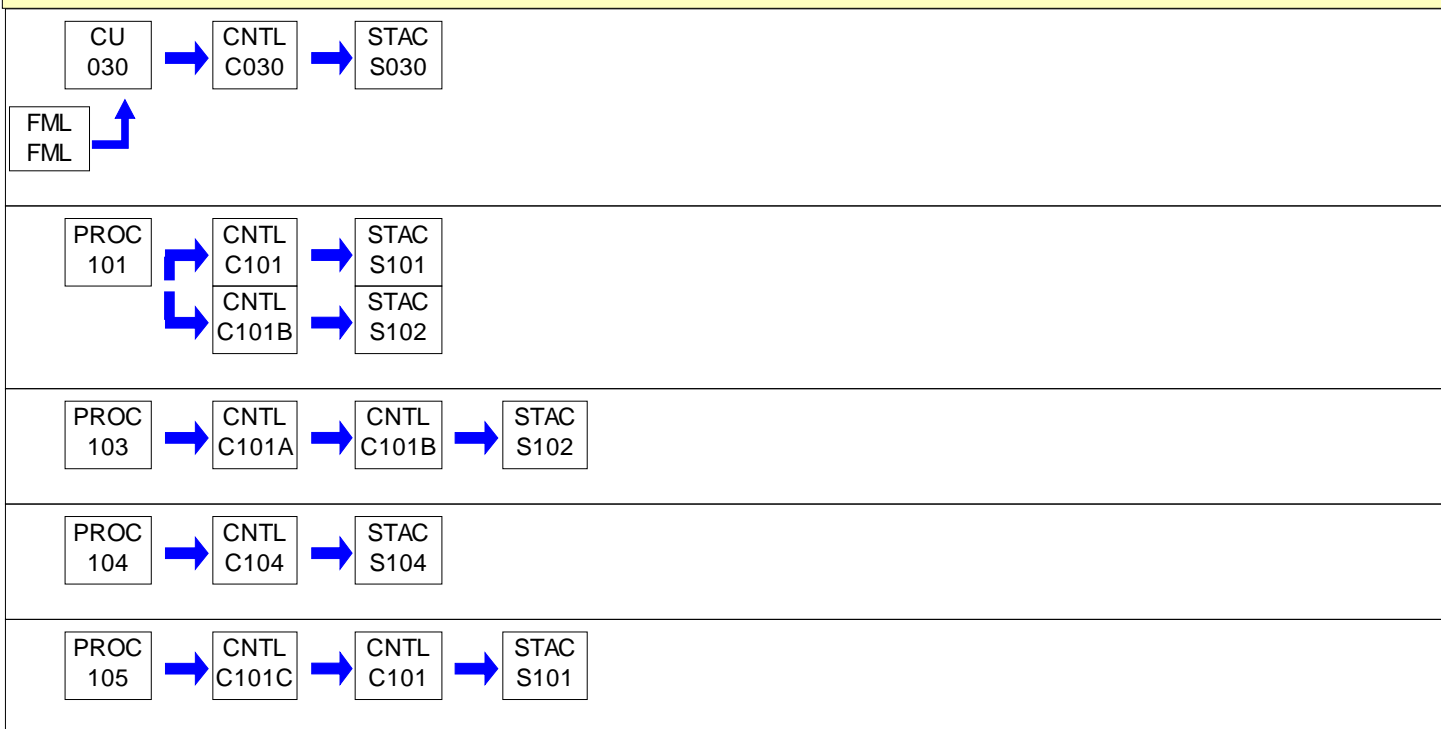 CU
030
CNTL
C030
STAC
S030
FML
FML
PROC
101
CNTL
C101
STAC
S101
CNTL
C101B
STAC
S102
PROC
103
CNTL
C101A
CNTL
C101B
STAC
S102
PROC
104
CNTL
C104
STAC
S104
PROC
105
CNTL
C101C
CNTL
C101
STAC
S101